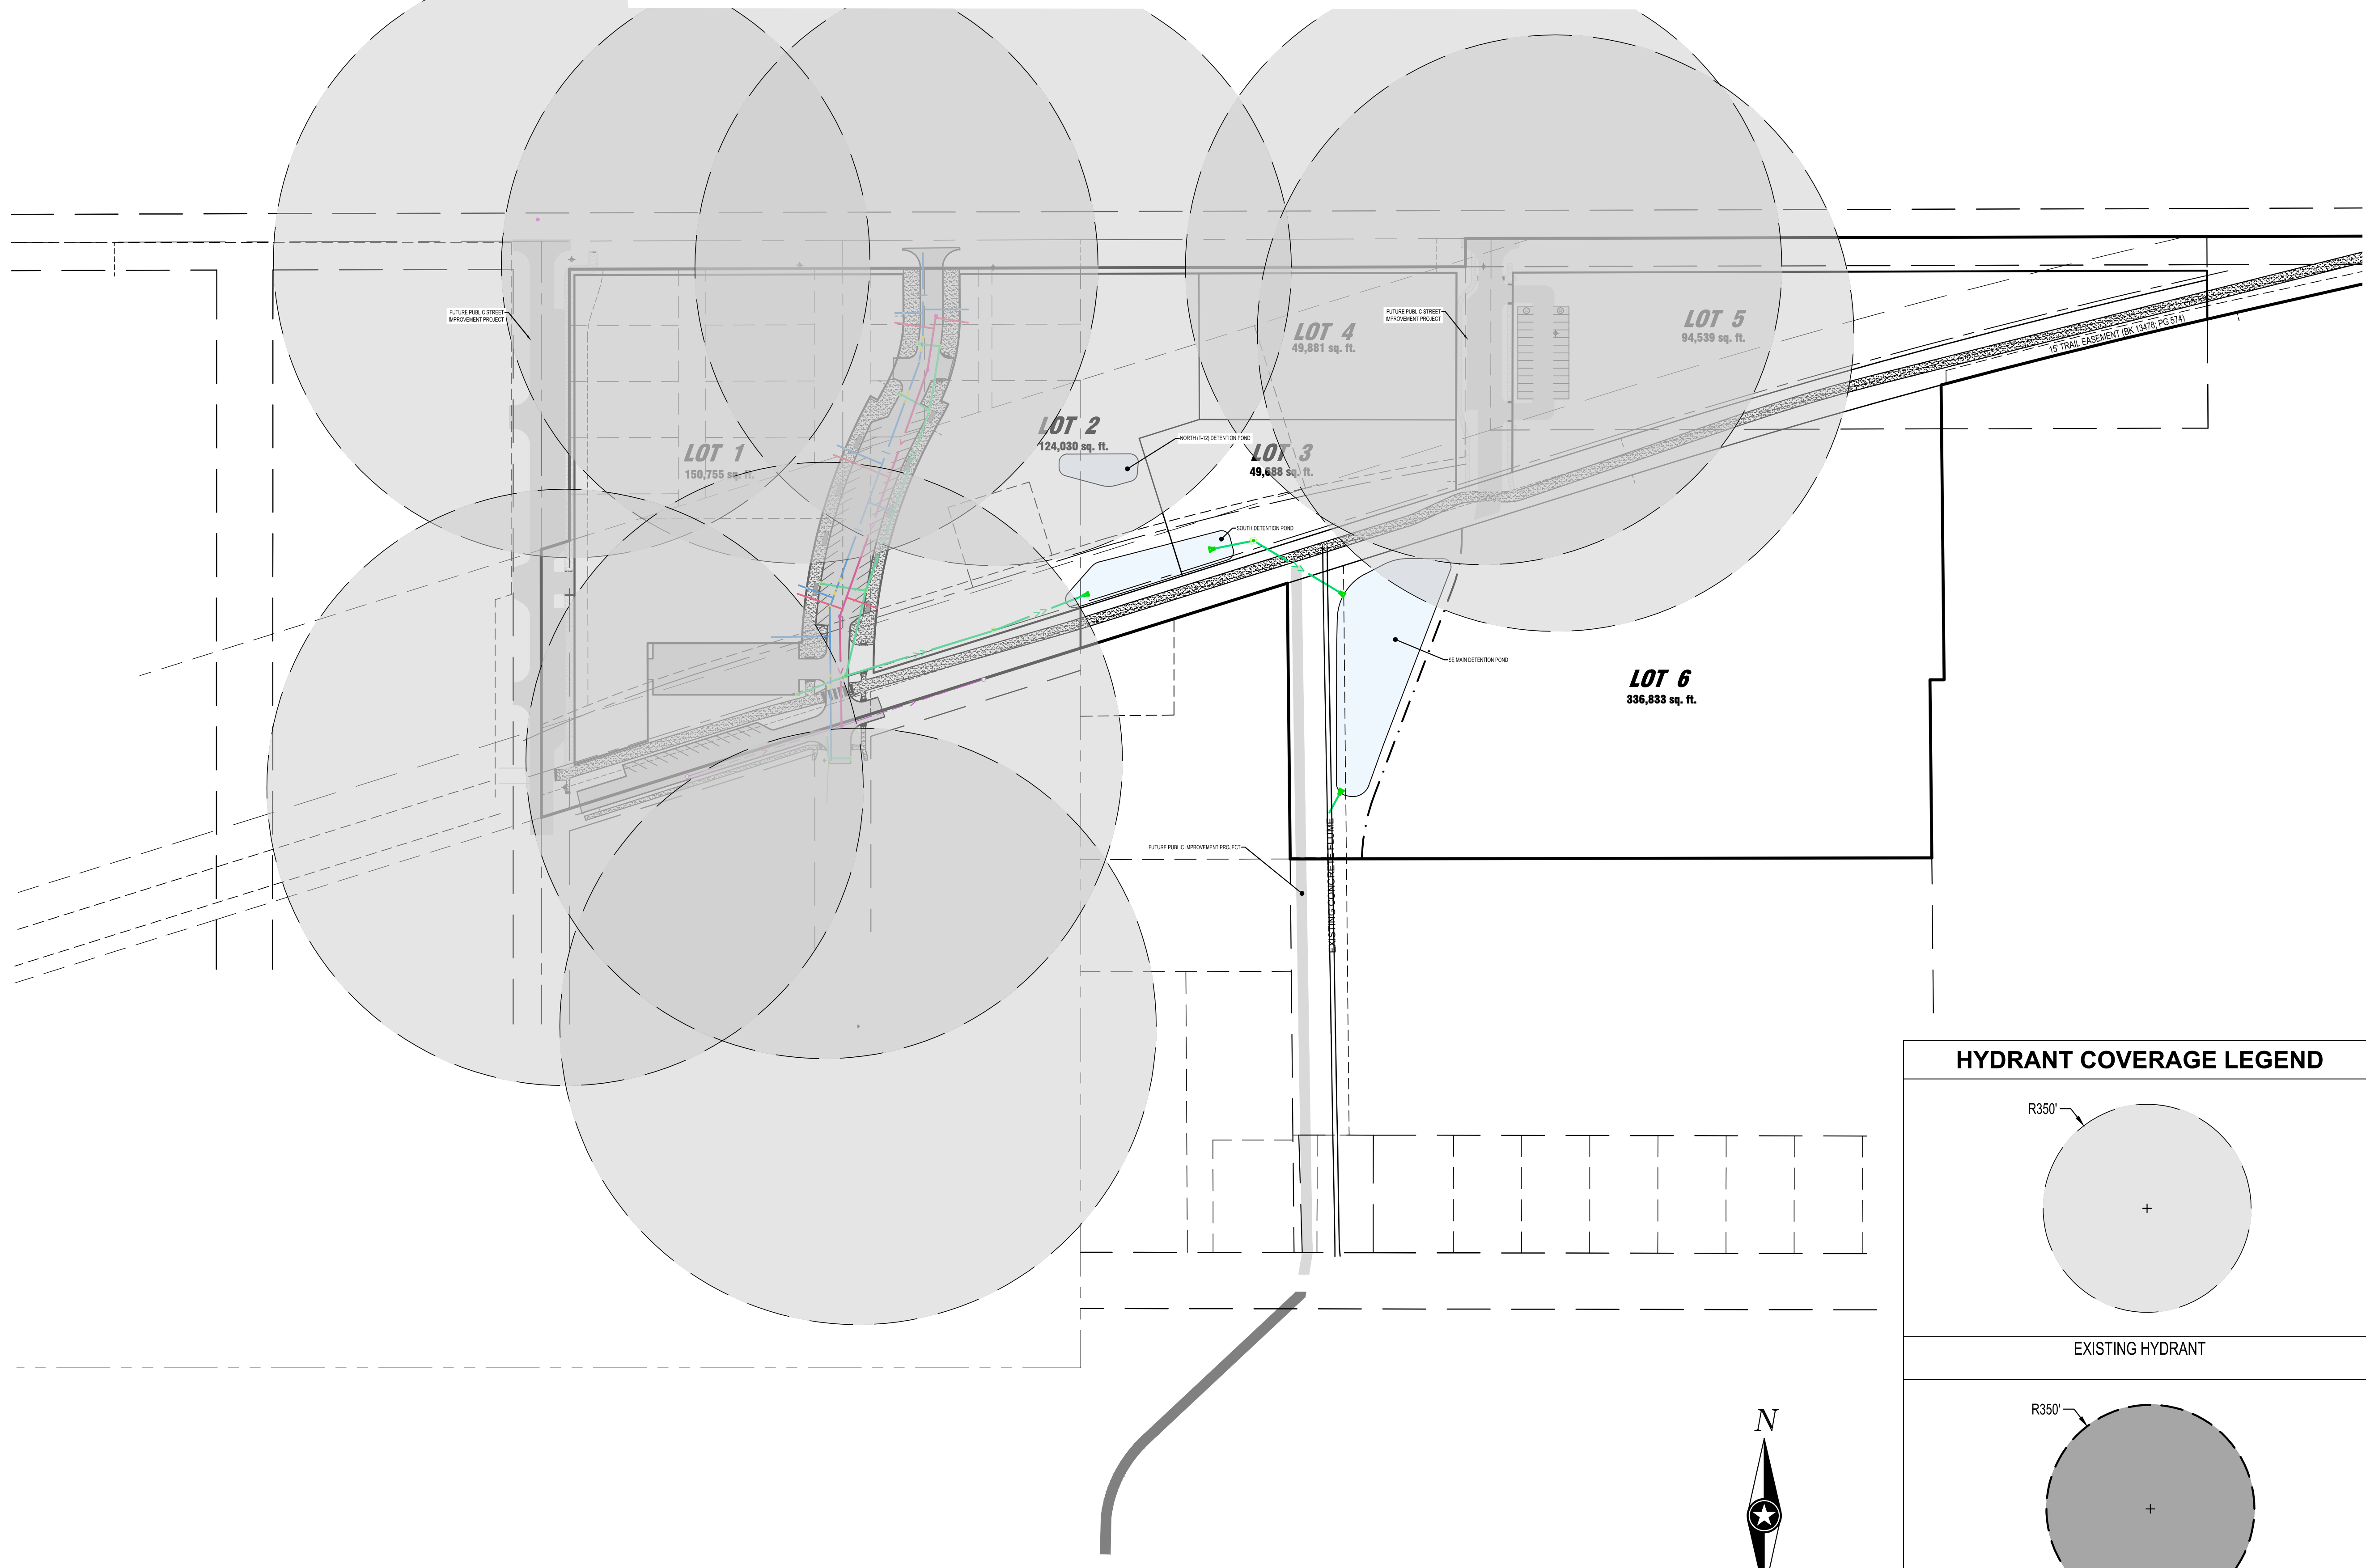 FUTURE PUBLIC STREET
IMPROVEMENT PROJECT
FUTURE PUBLIC STREET
IMPROVEMENT PROJECT
LOT 4
49,881 sq. ft.
LOT 5
94,539 sq. ft.
15' TRAIL EASEMENT (BK 13478; PG 574)
LOT 2
124,030 sq. ft.
NORTH (T-12) DETENTION POND
LOT 1
150,755 sq. ft.
LOT 3
49,688 sq. ft.
SOUTH DETENTION POND
SE MAIN DETENTION POND
LOT 6
336,833 sq. ft.
FUTURE PUBLIC IMPROVEMENT PROJECT
EXISTING CONCRETE FLUME
HYDRANT COVERAGE LEGEND
R350'
EXISTING HYDRANT
R350'
N